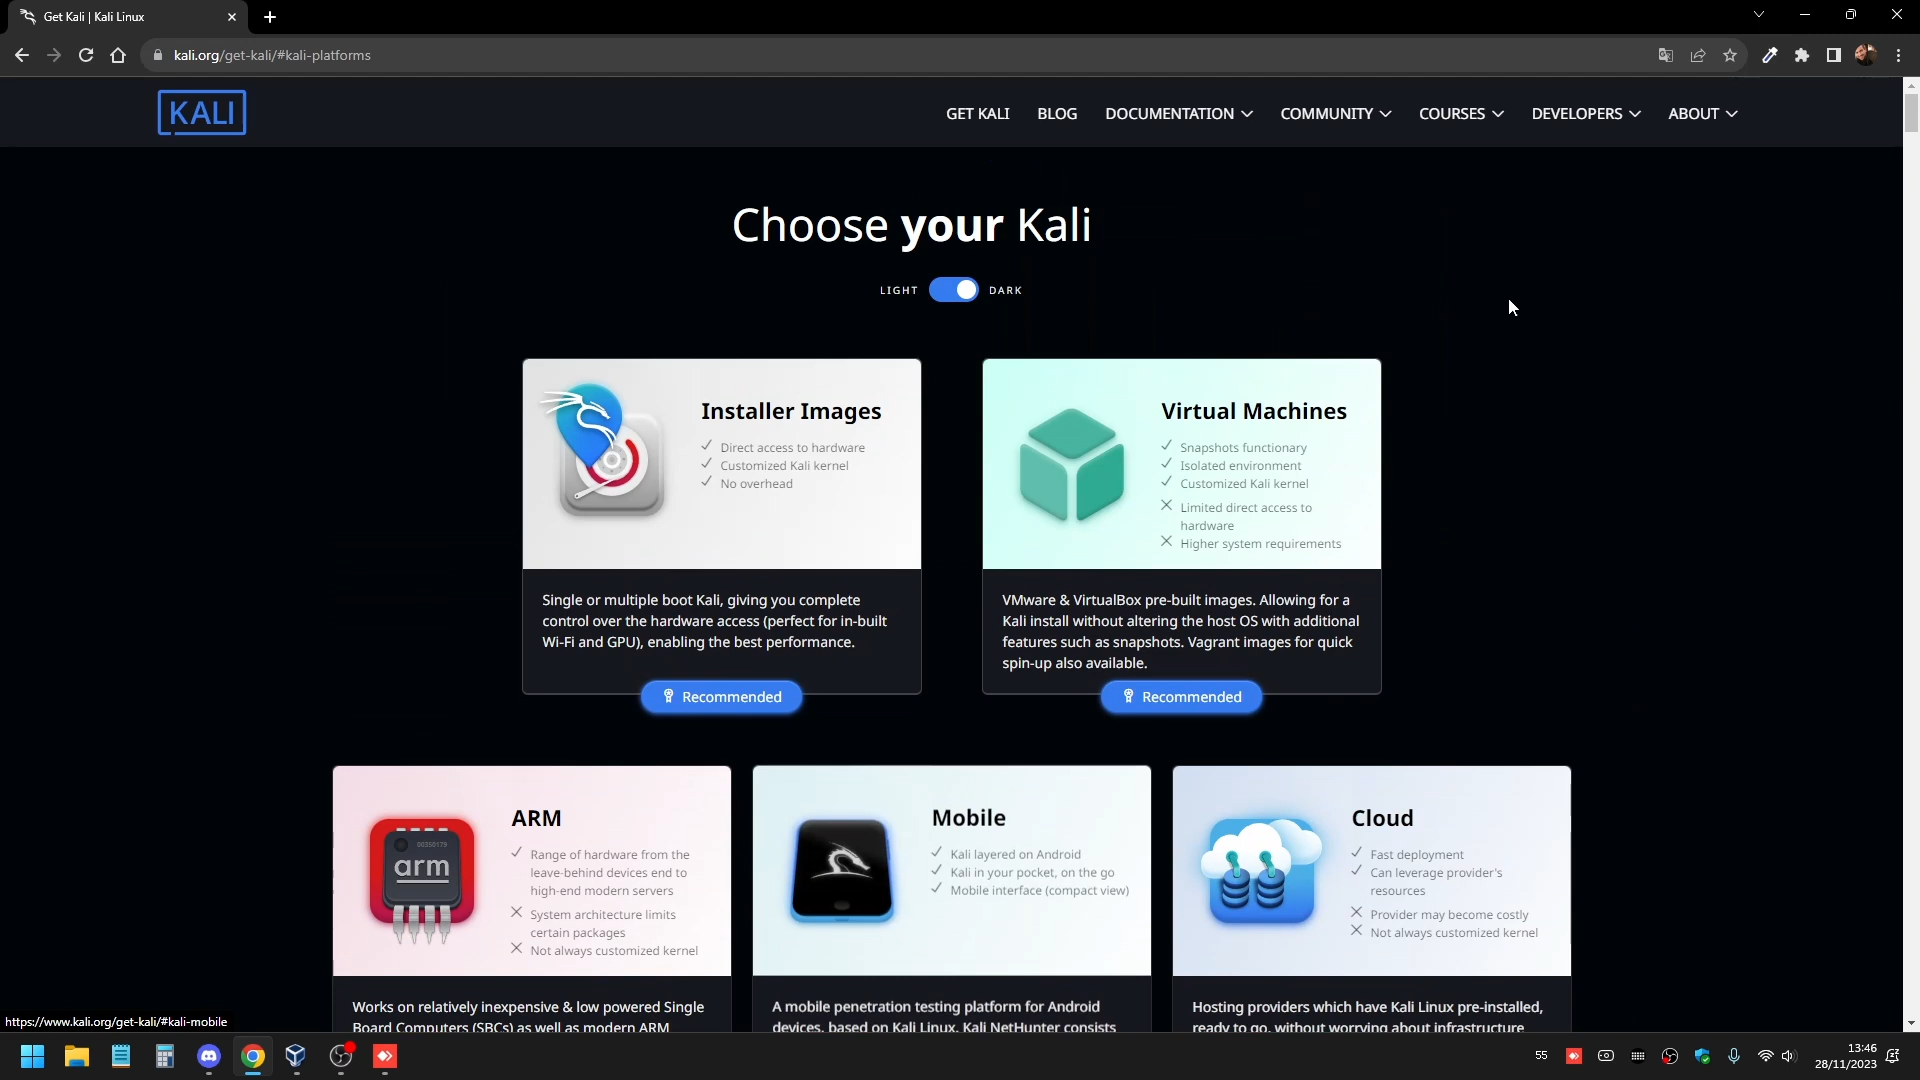 Get Kali | Kali Linux
kali.org/get-kali/#kali-platforms
KALI
GET KALI BLOG DOCUMENTATION COMMUNITY COURSES DEVELOPERS ABOUT
Choose your Kali
LIGHT DARK
Installer Images
Direct access to hardware
Customized Kali kernel
No overhead
Single or multiple boot Kali, giving you complete
control over the hardware access (perfect for in-built
Wi-Fi and GPU), enabling the best performance.
Recommended
Virtual Machines
Snapshots functionary
Isolated environment
Customized Kali kernel
Limited direct access to
hardware
Higher system requirements
VMware & VirtualBox pre-built images. Allowing for a
Kali install without altering the host OS with additional
features such as snapshots. Vagrant images for quick
spin-up also available.
Recommended
00350179
arm
ARM
Range of hardware from the
leave-behind devices end to
high-end modern servers
System architecture limits
certain packages
Not always customized kernel
Works on relatively inexpensive & low powered Single
Board Computers (SBCs) as well as modern ARM
Mobile
Kali layered on Android
Kali in your pocket, on the go
Mobile interface (compact view)
A mobile penetration testing platform for Android
devices, based on Kali Linux. Kali NetHunter consists
Cloud
Fast deployment
Can leverage provider's
resources
Provider may become costly
Not always customized kernel
Hosting providers which have Kali Linux pre-installed,
ready to go, without worrying about infrastructure
https://www.kali.org/get-kali/#kali-mobile
55
13:46
28/11/2023